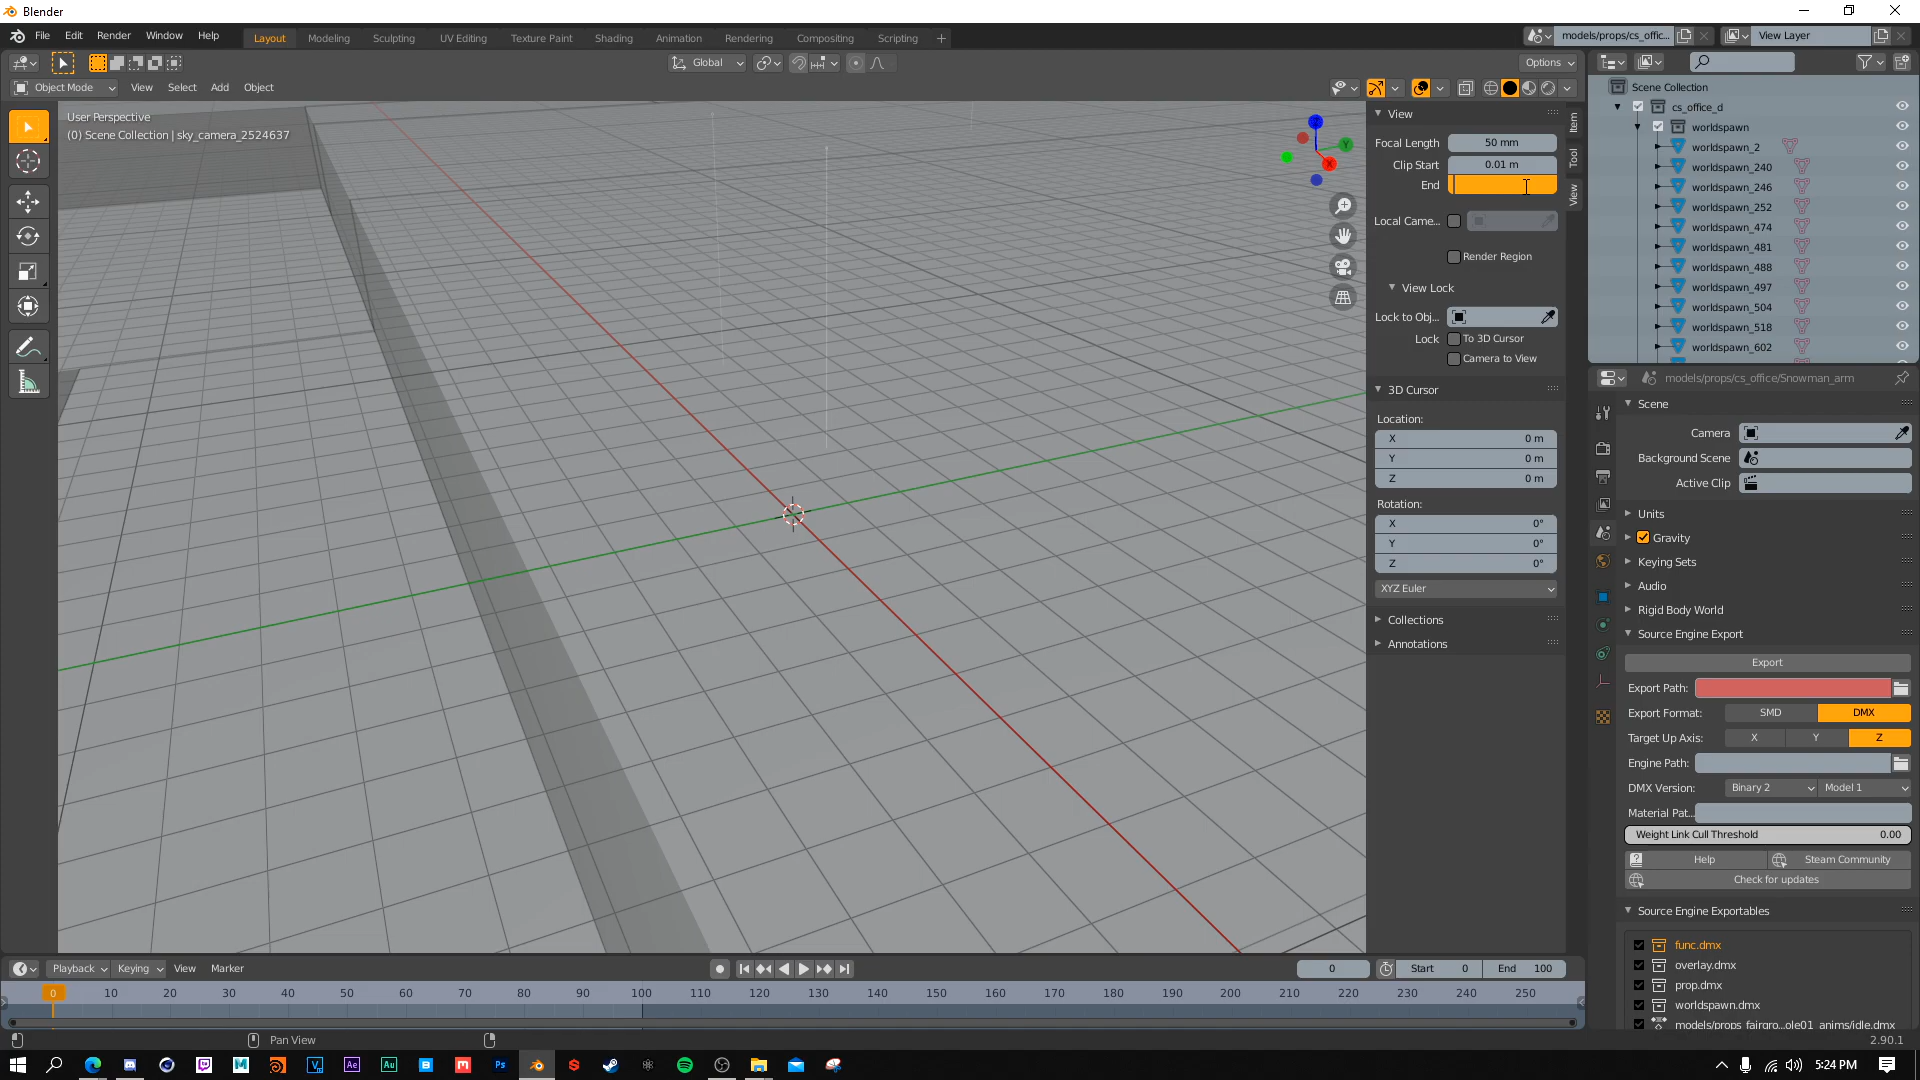 Blender
File Edit Render Window Help
Layout Modeling Sculpting UV Editing Texture Paint Shading Animation Rendering Compositing Scripting +
models/props/cs_offic... View Layer
Global Options
Object Mode View Select Add Object
User Perspective
(0) Scene Collection | sky_camera_2524637
X
Y
View
Focal Length 50 mm
Clip Start 0.01 m
End
Local Came...
Render Region
View Lock
Lock to Obj...
Lock To 3D Cursor
Camera to View
3D Cursor
Location:
X 0 m
Y 0 m
Z 0 m
Rotation:
X 0°
Y 0°
Z 0°
XYZ Euler
Collections
Annotations
Item
Tool
View
Scene Collection
cs_office_d
worldspawn
worldspawn_2
worldspawn_240
worldspawn_246
worldspawn_252
worldspawn_474
worldspawn_481
worldspawn_488
worldspawn_497
worldspawn_504
worldspawn_518
worldspawn_602
models/props/cs_office/Snowman_arm
Scene
Camera
Background Scene
Active Clip
Units
Gravity
Keying Sets
Audio
Rigid Body World
Source Engine Export
Export
Export Path:
Export Format: SMD DMX
Target Up Axis: X Y Z
Engine Path:
DMX Version: Binary 2 Model 1
Material Pat...
Weight Link Cull Threshold 0.00
Help Steam Community
Check for updates
Source Engine Exportables
func.dmx
overlay.dmx
prop.dmx
worldspawn.dmx
models/props_fairgro...ole01_anims/idle.dmx
Playback Keying View Marker
0 Start 0 End 100
0 10 20 30 40 50 60 70 80 90 100 110 120 130 140 150 160 170 180 190 200 210 220 230 240 250
Pan View
2.90.1
Ae Au B Ps
5:24 PM